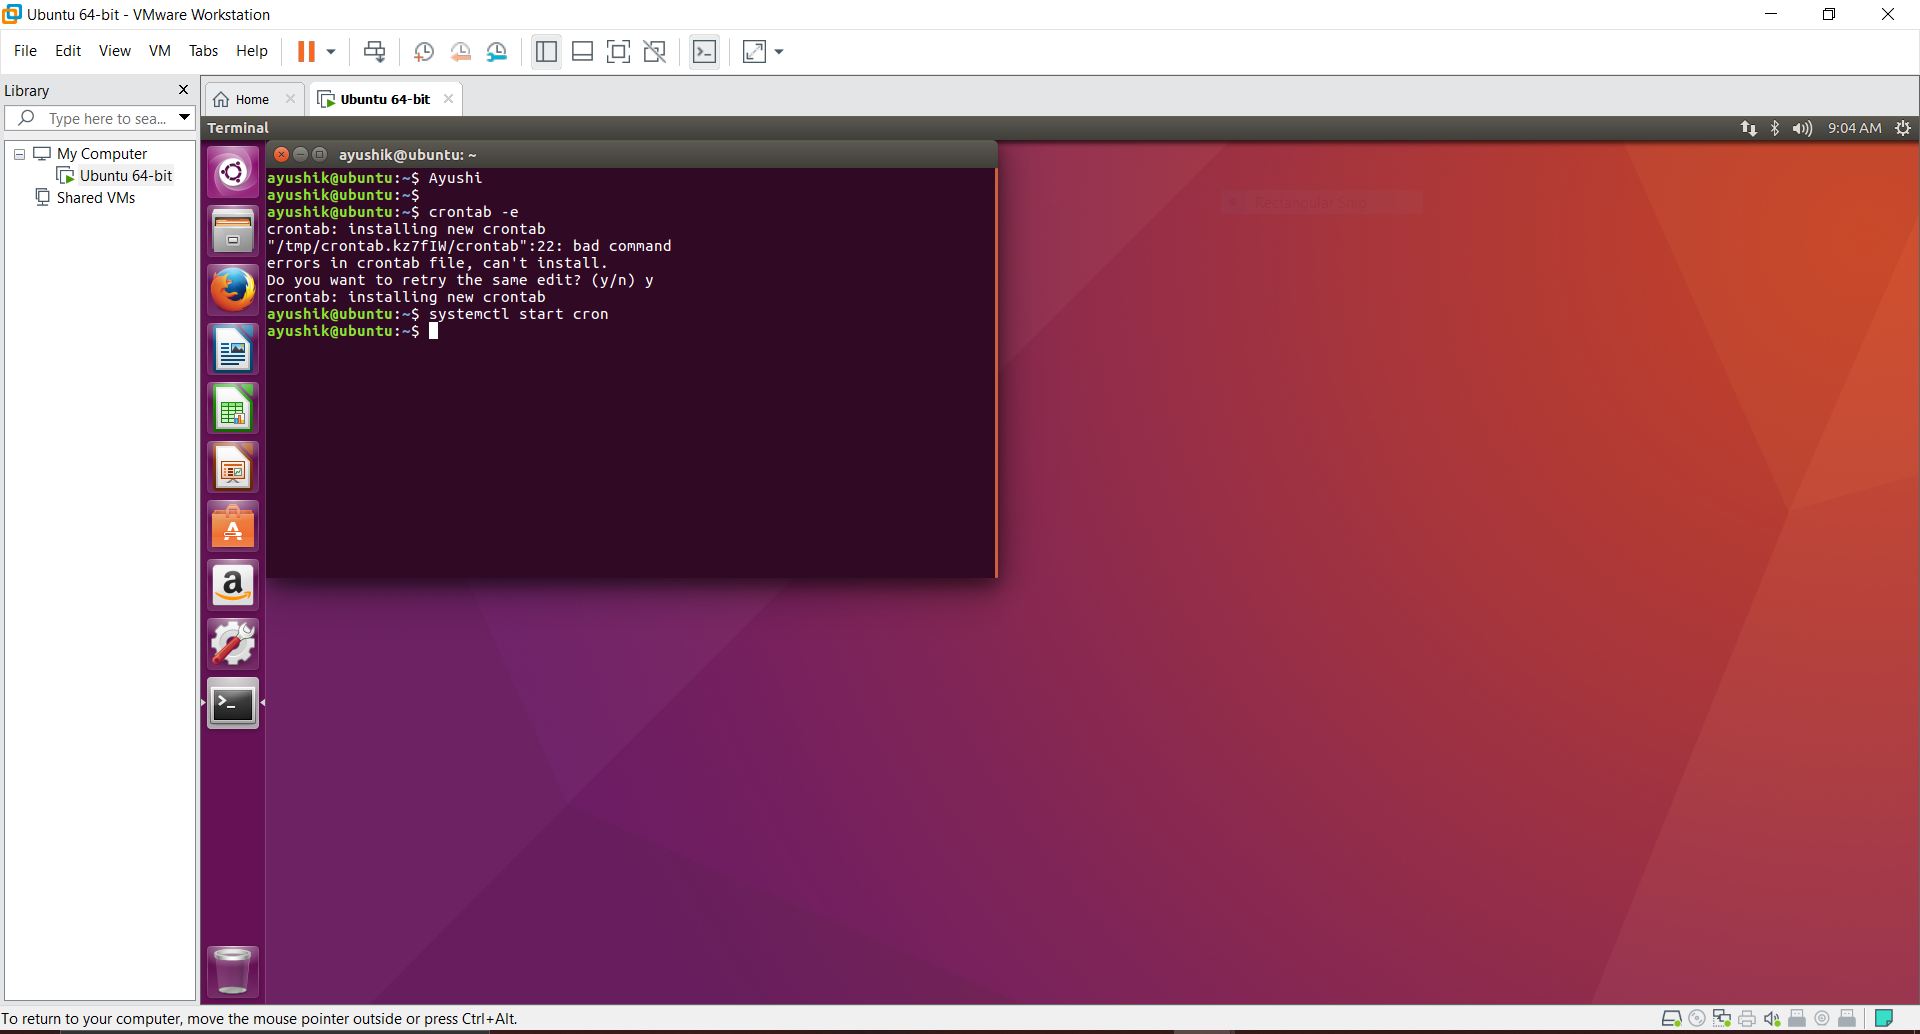 Ubuntu 64-bit - VMware Workstation
File Edit View VM Tabs Help
Library
Type here to sea...
My Computer
Ubuntu 64-bit
Shared VMs
Home
Ubuntu 64-bit
Terminal
9:04 AM
ayushik@ubuntu: ~
ayushik@ubuntu:~$ Ayushi
ayushik@ubuntu:~$
ayushik@ubuntu:~$ crontab -e
crontab: installing new crontab
"/tmp/crontab.kz7fIW/crontab":22: bad command
errors in crontab file, can't install.
Do you want to retry the same edit? (y/n) y
crontab: installing new crontab
ayushik@ubuntu:~$ systemctl start cron
ayushik@ubuntu:~$
Rectangular Snip
To return to your computer, move the mouse pointer outside or press Ctrl+Alt.